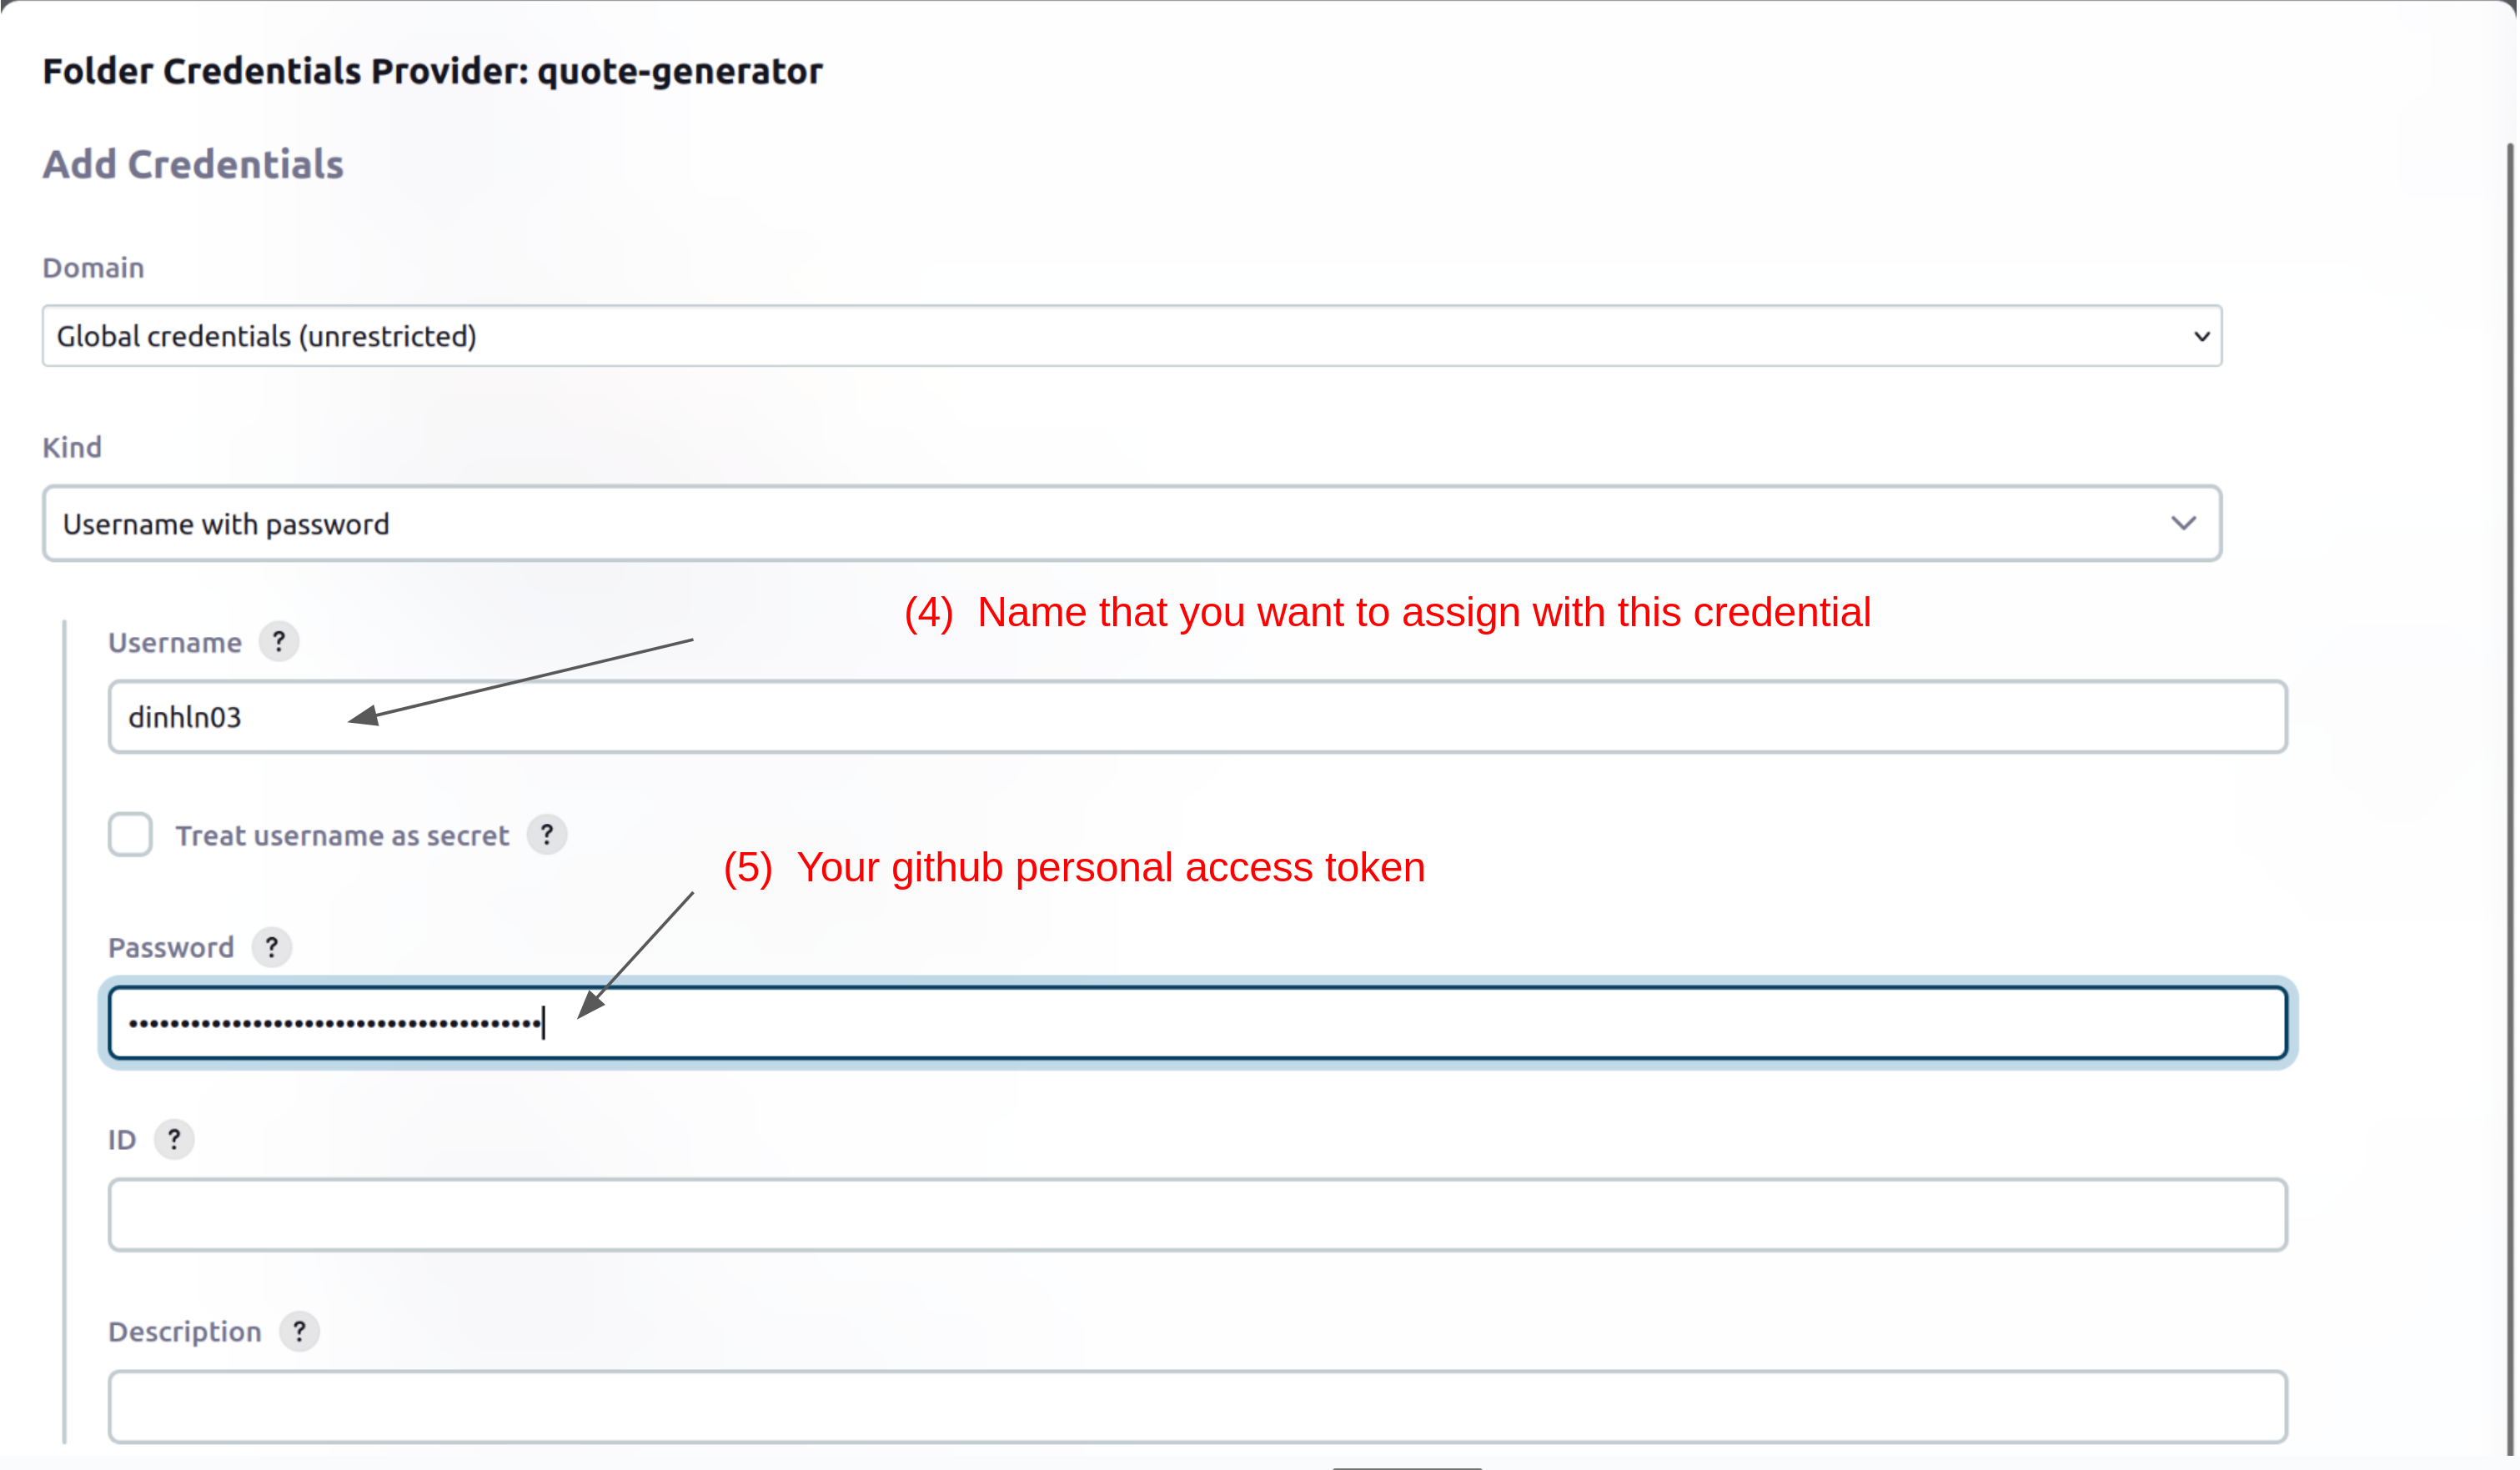 Folder Credentials Provider: quote-generator
Add Credentials
Domain
Global credentials (unrestricted)
Kind
Username with password
(4) Name that you want to assign with this credential
Username ?
dinhln03
Treat username as secret ?
(5) Your github personal access token
Password ?
••••••••••••••••••••••••••••••••••••••••
ID ?
Description ?